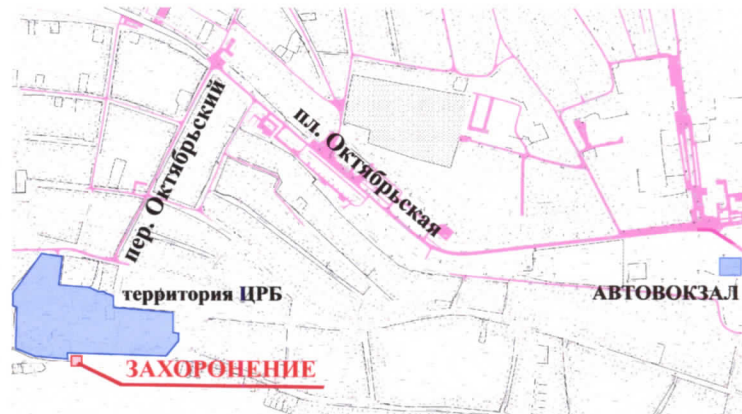 пер. Октябрьский
пл. Октябрьская
территория ЦРБ
АВТОВОКЗАЛ
ЗАХОРОНЕНИЕ